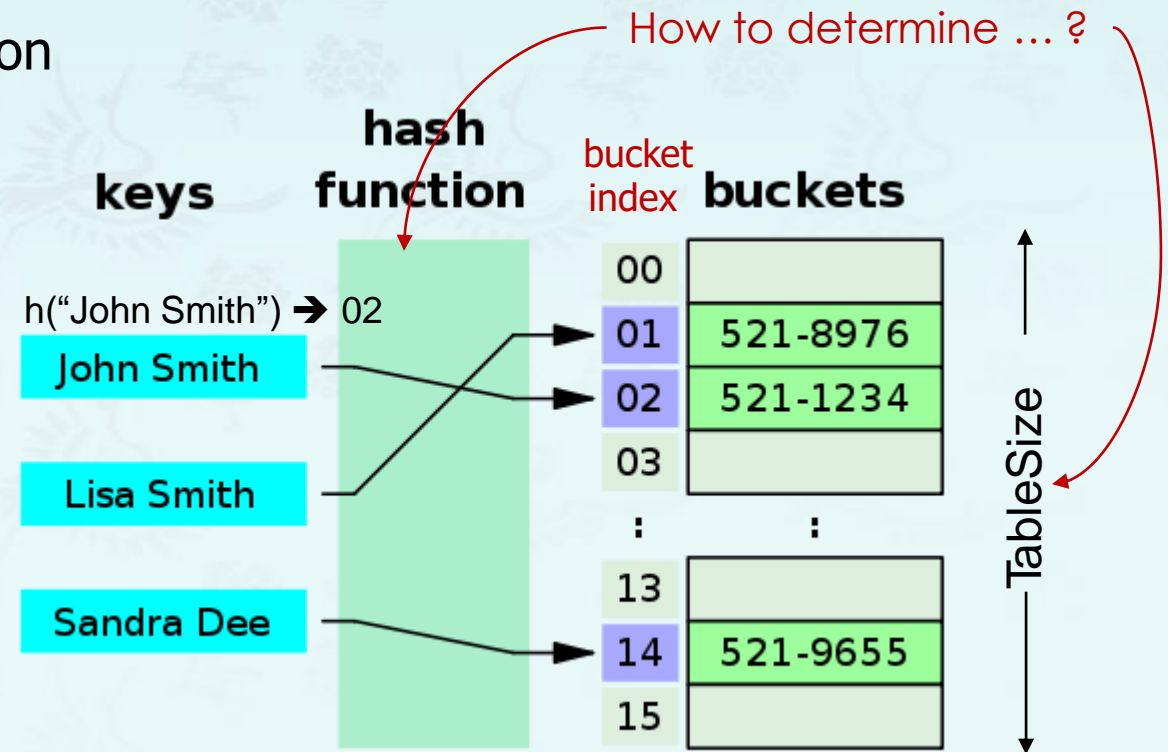 on
How to determine … ?
hash
function
keys
bucket
index
buckets
h(“John Smith”) ➔ 02
John Smith
Lisa Smith
Sandra Dee
00
01 521-8976
02 521-1234
03
: :
13
14 521-9655
15
TableSize